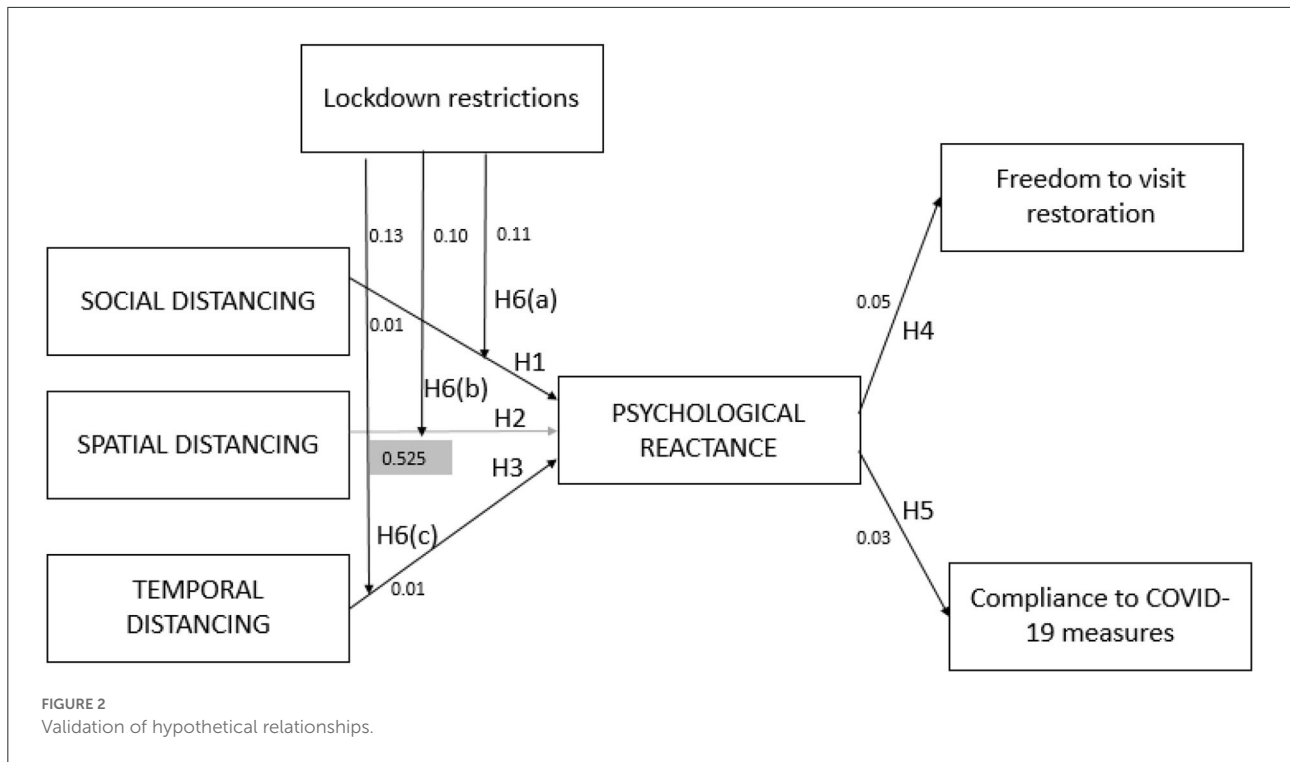 Lockdown restrictions
Freedom to visit
restoration
0.13
0.10
0.11
SOCIAL DISTANCING
H6(a)
0.05
0.01
H4
H1
H6(b)
H2
SPATIAL DISTANCING
PSYCHOLOGICAL
REACTANCE
0.525
H3
H5
H6(c)
0.03
0.01
TEMPORAL
DISTANCING
Compliance to COVID-
19 measures
FIGURE 2
Validation of hypothetical relationships.